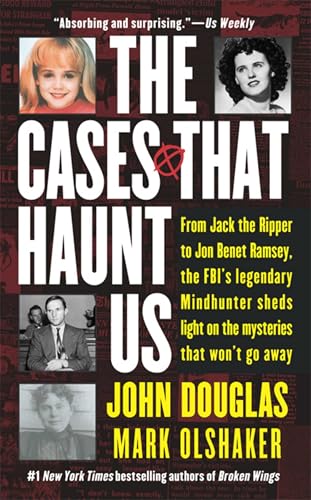 "Absorbing and surprising."—Us Weekly
THE
CASES THAT
HAUNT
US
From Jack the Ripper
to Jon Benet Ramsey,
the FBI's legendary
Mindhunter sheds
light on the mysteries
that won't go away
JOHN DOUGLAS
MARK OLSHAKER
#1 New York Times bestselling authors of Broken Wings